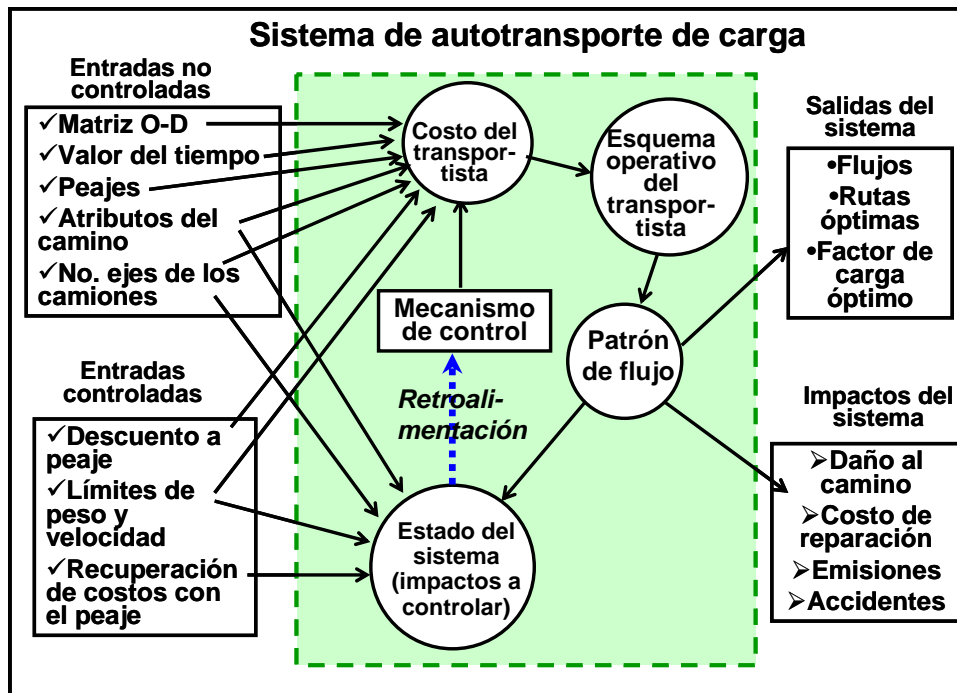 Sistema de autotransporte de carga
Entradas no
controladas
✓Matriz O-D
✓Valor del tiempo
✓Peajes
✓Atributos del
camino
✓No. ejes de los
camiones
Entradas
controladas
✓Descuento a
peaje
✓Límites de
peso y
velocidad
✓Recuperación
de costos con
el peaje
Costo del
transpor-
tista
Esquema
operativo
del
transpor-
tista
Mecanismo
de control
Patrón
de flujo
Retroali-
mentación
Estado del
sistema
(impactos a
controlar)
Salidas del
sistema
•Flujos
•Rutas
óptimas
•Factor de
carga
óptimo
Impactos del
sistema
➢Daño al
camino
➢Costo de
reparación
➢Emisiones
➢Accidentes